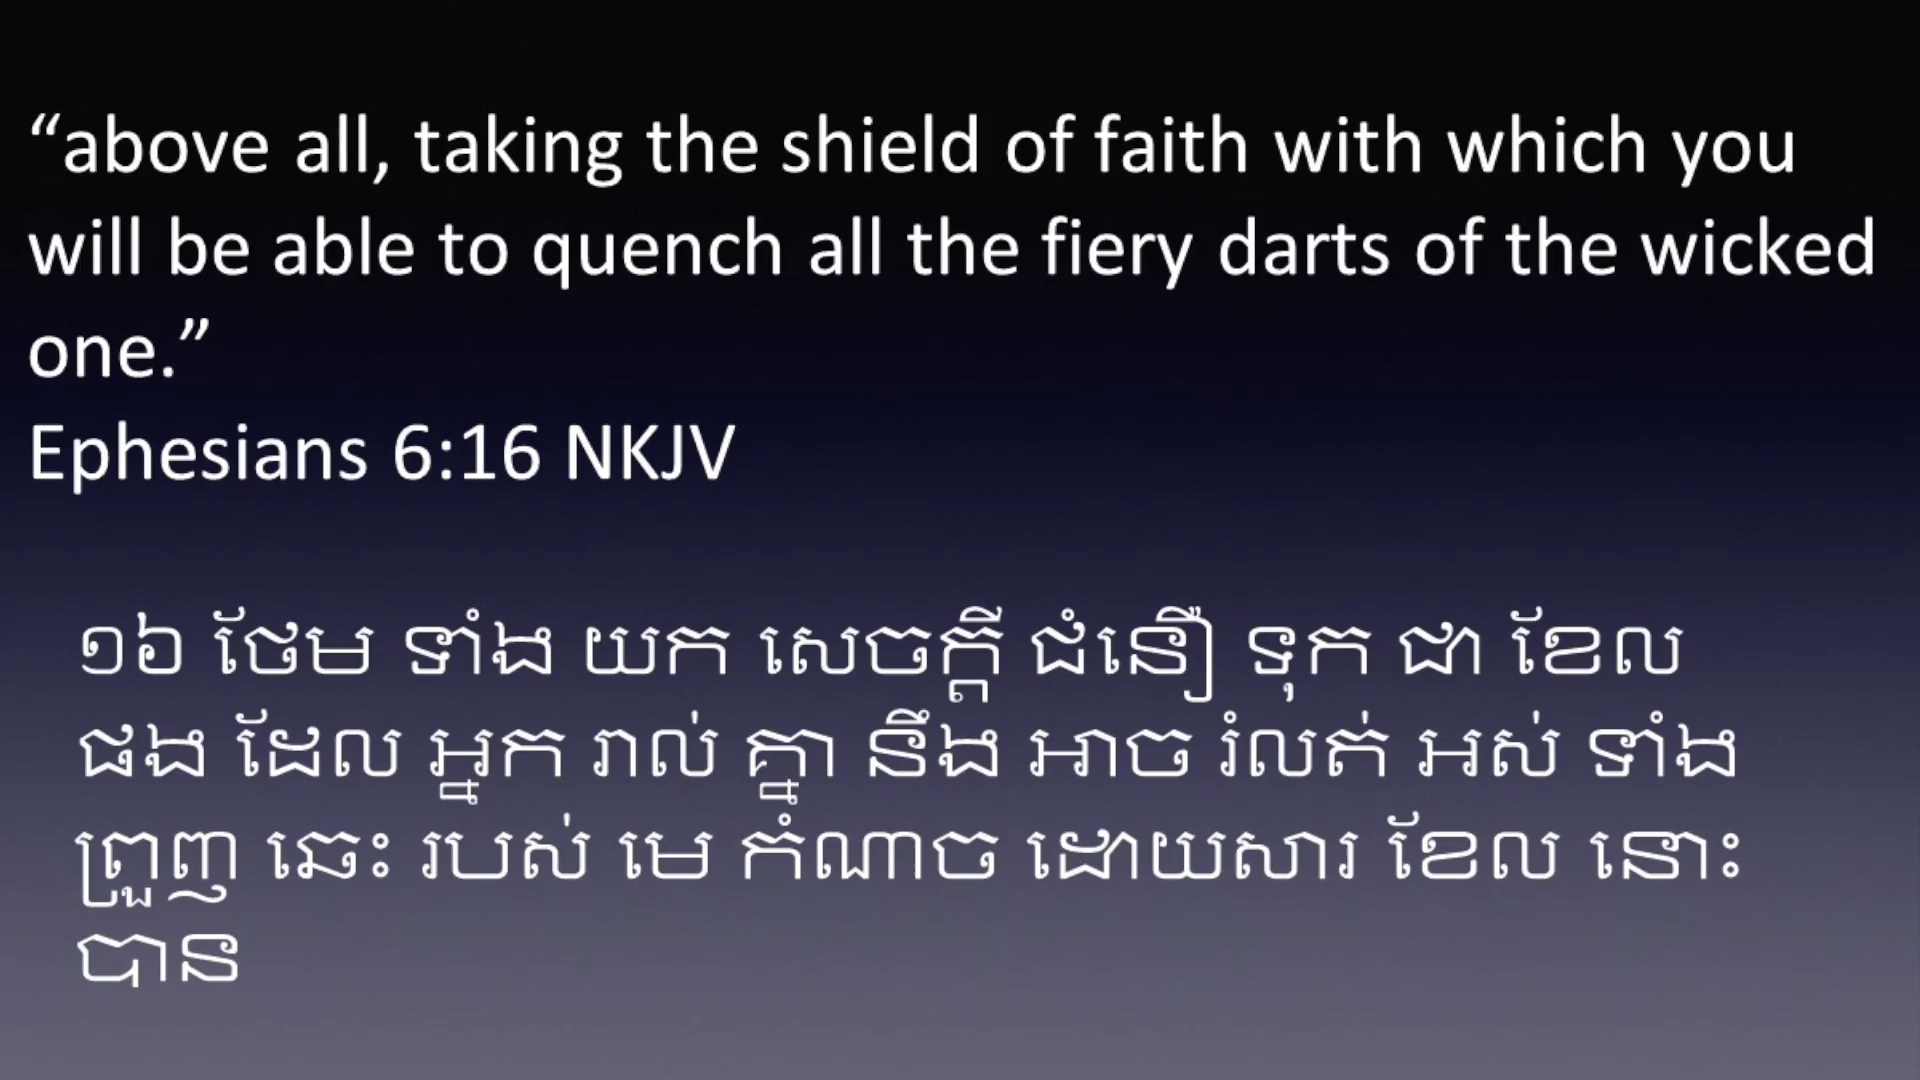 “above all, taking the shield of faith with which you
will be able to quench all the fiery darts of the wicked
one.”
Ephesians 6:16 NKJV
១៦ ថែម ទាំង យក សេចក្តី ជំនឿ ទុក ជា ខែល
ផង ដែល អ្នក រាល់ គ្នា នឹង អាច រំលត់ អស់ ទាំង
ព្រួញ ឆេះ របស់ មេ កំណាច ដោយសារ ខែល នោះ
បាន